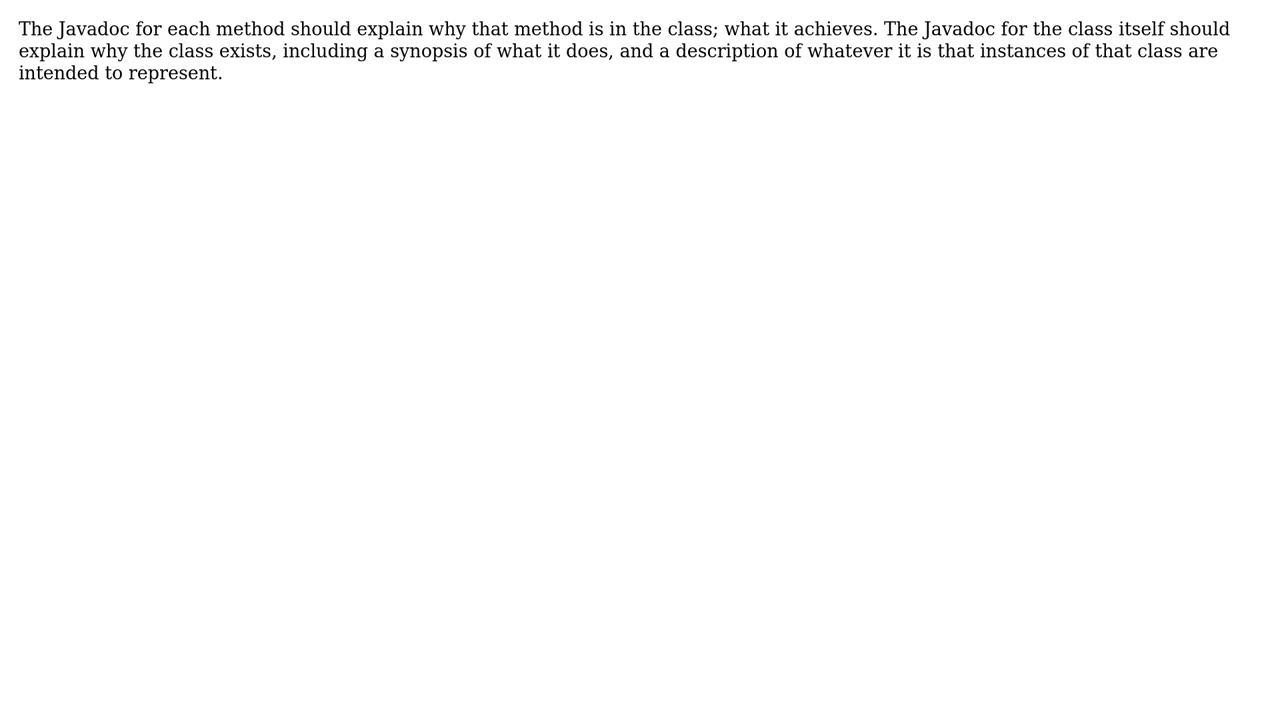 The Javadoc for each method should explain why that method is in the class; what it achieves. The Javadoc for the class itself should
explain why the class exists, including a synopsis of what it does, and a description of whatever it is that instances of that class are
intended to represent.